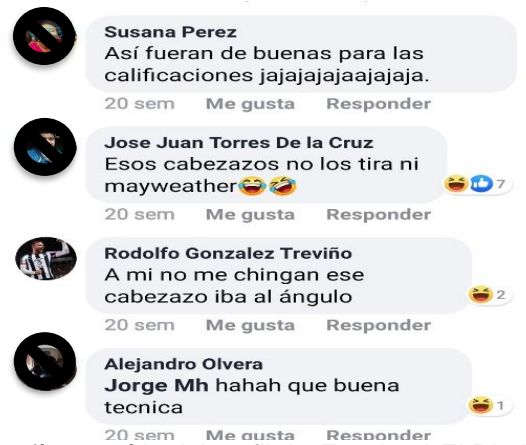 Susana Perez
Así fueran de buenas para las
calificaciones jajajajajaajajaja.
20 sem Me gusta Responder
Jose Juan Torres De la Cruz
Esos cabezazos no los tira ni
mayweather😂🤣
7
20 sem Me gusta Responder
Rodolfo Gonzalez Treviño
A mi no me chingan ese
cabezazo iba al ángulo
2
20 sem Me gusta Responder
Alejandro Olvera
Jorge Mh hahah que buena
tecnica
1
20 sem Me gusta Responder